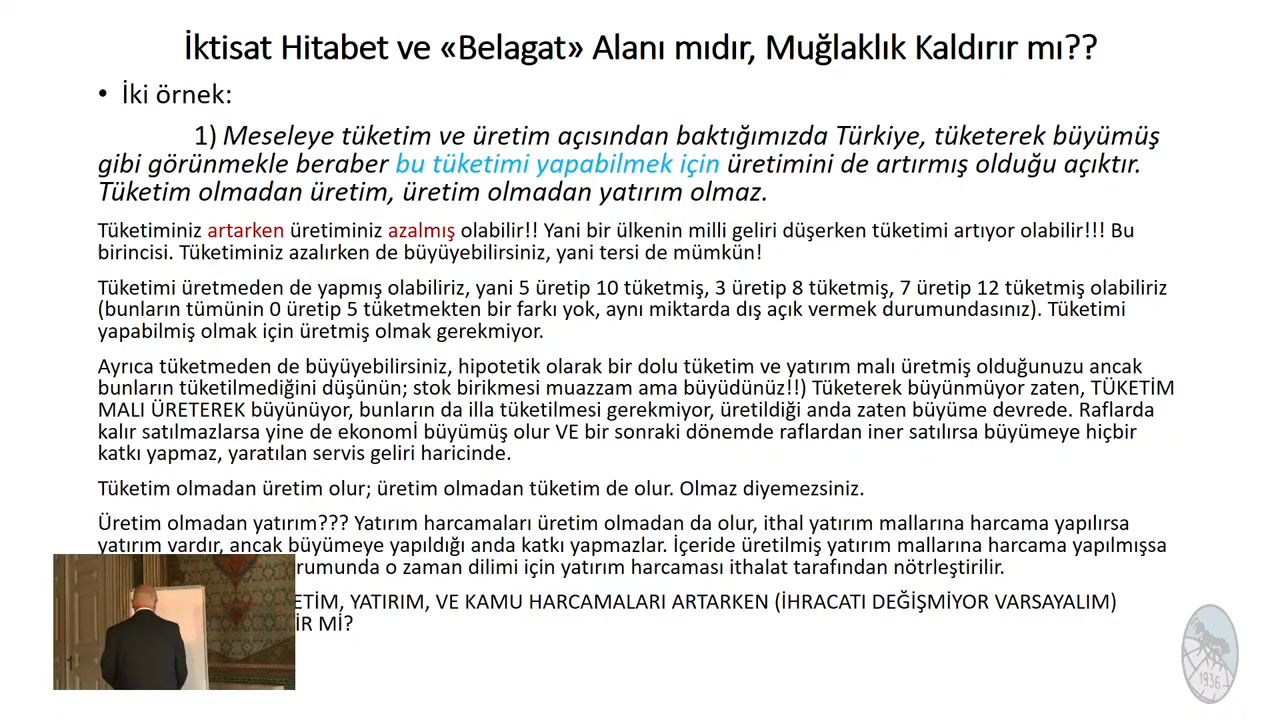 İktisat Hitabet ve «Belagat» Alanı mıdır, Muğlaklık Kaldırır mı??
• İki örnek:
1) Meseleye tüketim ve üretim açısından baktığımızda Türkiye, tüketerek büyümüş
gibi görünmekle beraber bu tüketimi yapabilmek için üretimini de artırmış olduğu açıktır.
Tüketim olmadan üretim, üretim olmadan yatırım olmaz.
Tüketiminiz artarken üretiminiz azalmış olabilir!! Yani bir ülkenin milli geliri düşerken tüketimi artıyor olabilir!!! Bu
birincisi. Tüketiminiz azalırken de büyüyebilirsiniz, yani tersi de mümkün!
Tüketimi üretmeden de yapmış olabiliriz, yani 5 üretip 10 tüketmiş, 3 üretip 8 tüketmiş, 7 üretip 12 tüketmiş olabiliriz
(bunların tümünin 0 üretip 5 tüketmekten bir farkı yok, aynı miktarda dış açık vermek durumundasınız). Tüketimi
yapabilmiş olmak için üretmiş olmak gerekmiyor.
Ayrıca tüketmeden de büyüyebilirsiniz, hipotetik olarak bir dolu tüketim ve yatırım malı üretmiş olduğunuzu ancak
bunların tüketilmediğini düşünün; stok birikmesi muazzam ama büyüdünüz!!) Tüketerek büyünmüyor zaten, TÜKETİM
MALI ÜRETEREK büyünüyor, bunların da illa tüketilmesi gerekmiyor, üretildiği anda zaten büyüme devrede. Raflarda
kalır satılmazlarsa yine de ekonomİ büyümüş olur VE bir sonraki dönemde raflardan iner satılırsa büyümeye hiçbir
katkı yapmaz, yaratılan servis geliri haricinde.
Tüketim olmadan üretim olur; üretim olmadan tüketim de olur. Olmaz diyemezsiniz.
Üretim olmadan yatırım??? Yatırım harcamaları üretim olmadan da olur, ithal yatırım mallarına harcama yapılırsa
yatırım vardır, ancak büyümeye yapıldığı anda katkı yapmazlar. İçeride üretilmiş yatırım mallarına harcama yapılmışsa
urumunda o zaman dilimi için yatırım harcaması ithalat tarafından nötrleştirilir.
ETİM, YATIRIM, VE KAMU HARCAMALARI ARTARKEN (İHRACATI DEĞİŞMİYOR VARSAYALIM)
İR Mİ?
1936